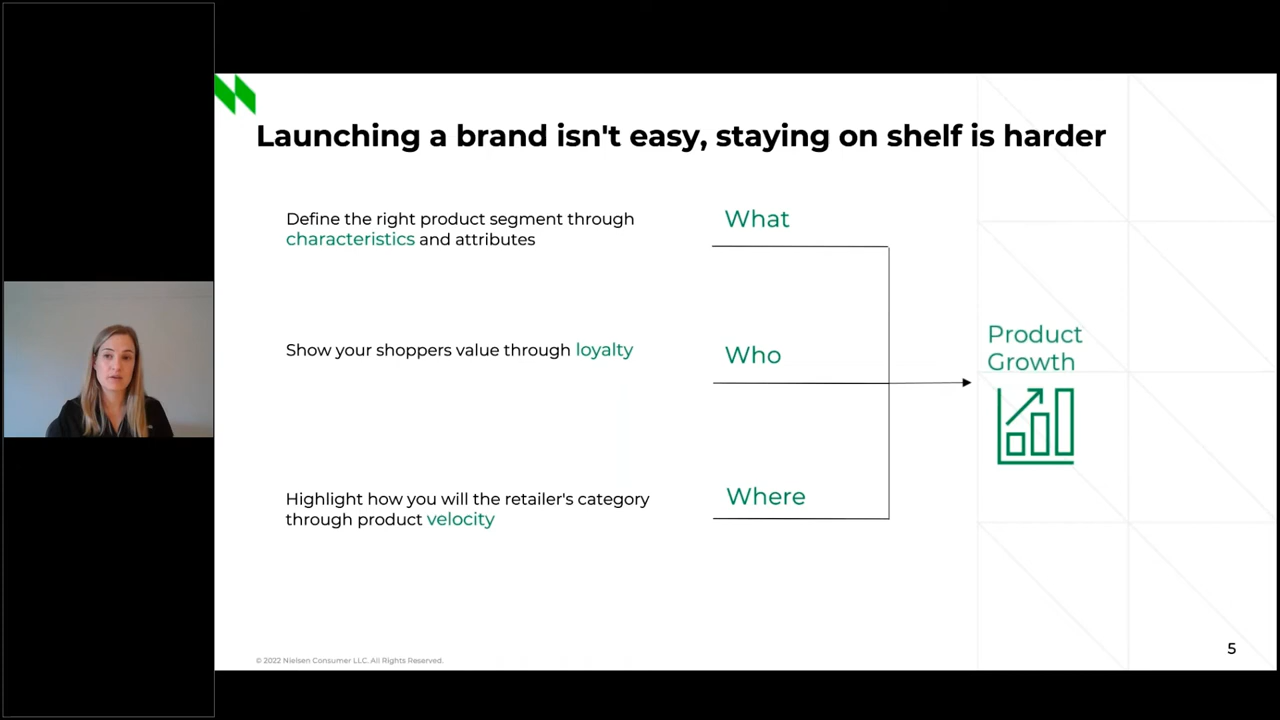 Launching a brand isn't easy, staying on shelf is harder
Define the right product segment through
characteristics and attributes
What
Show your shoppers value through loyalty
Who
Product
Growth
Highlight how you will the retailer's category
through product velocity
Where
© 2022 Nielsen Consumer LLC. All Rights Reserved.
5